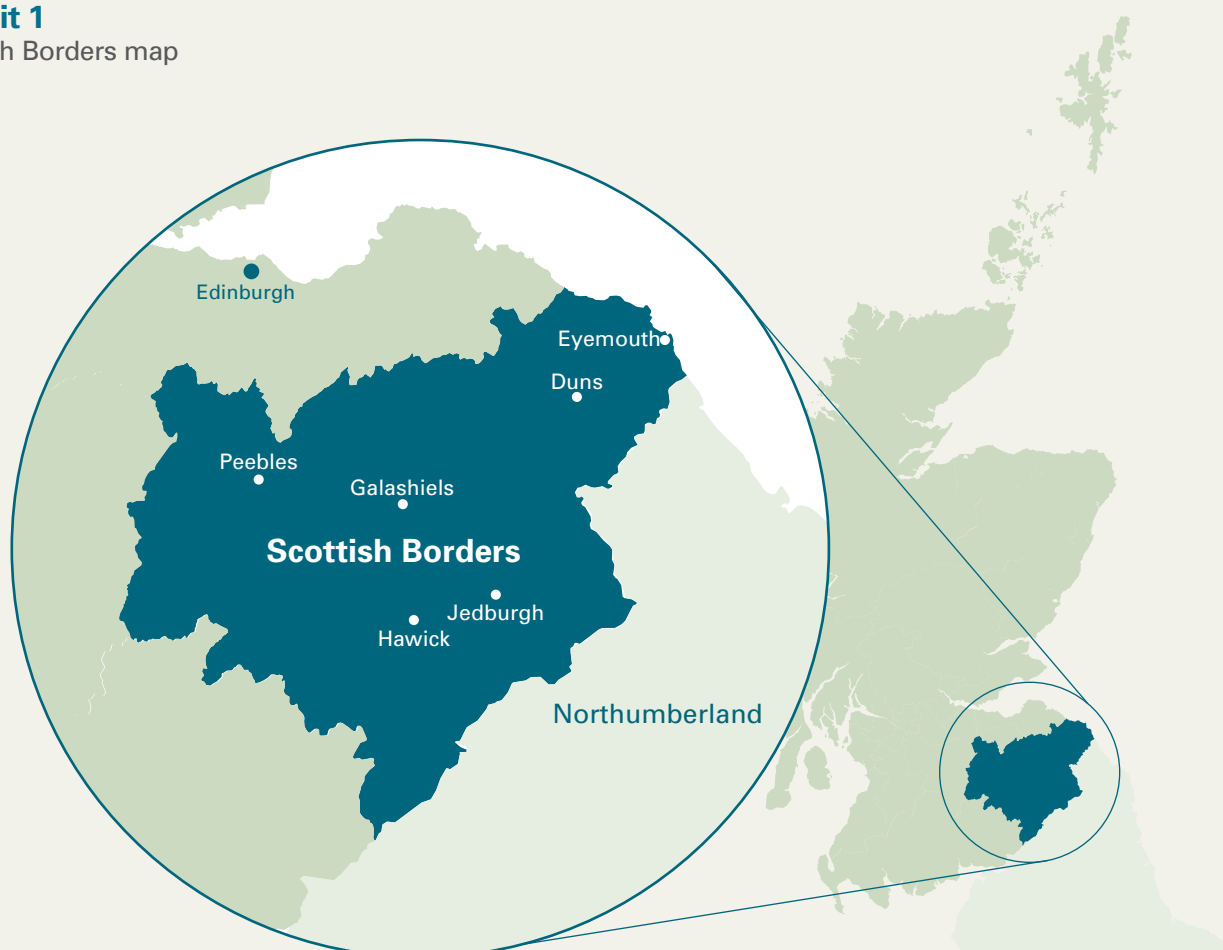 it 1
h Borders map
Edinburgh
Eyemouth
Duns
Peebles
Galashiels
Scottish Borders
Jedburgh
Hawick
Northumberland